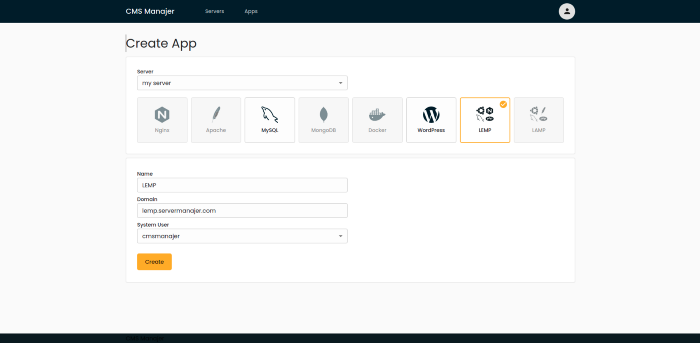 CMS Manajer Servers Apps
Create App
Server
my server
Nginx Apache MySQL MongoDB Docker WordPress LEMP LAMP
Name
LEMP
Domain
lemp.servermanajer.com
System User
cmsmanajer
Create